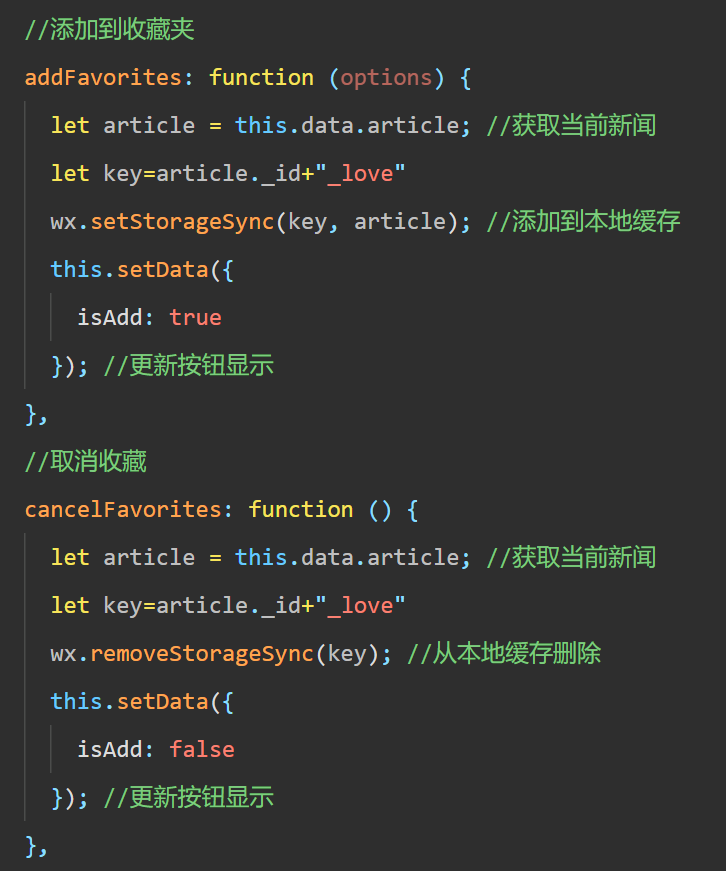 //添加到收藏夹
addFavorites: function (options) {
let article = this.data.article; //获取当前新闻
let key=article._id+"_love"
wx.setStorageSync(key, article); //添加到本地缓存
this.setData({
isAdd: true
}); //更新按钮显示
},
//取消收藏
cancelFavorites: function () {
let article = this.data.article; //获取当前新闻
let key=article._id+"_love"
wx.removeStorageSync(key); //从本地缓存删除
this.setData({
isAdd: false
}); //更新按钮显示
},